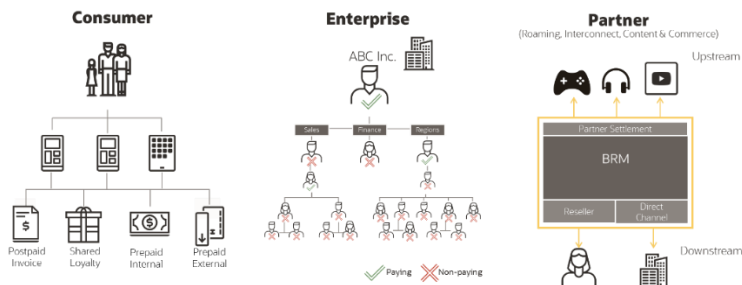 Consumer
Postpaid
Invoice
Shared
Loyalty
Prepaid
Internal
Prepaid
External
Enterprise
ABC Inc.
Sales
Finance
Regions
Paying
Non-paying
Partner
(Roaming, Interconnect, Content & Commerce)
Upstream
Partner Settlement
BRM
Reseller
Direct
Channel
Downstream